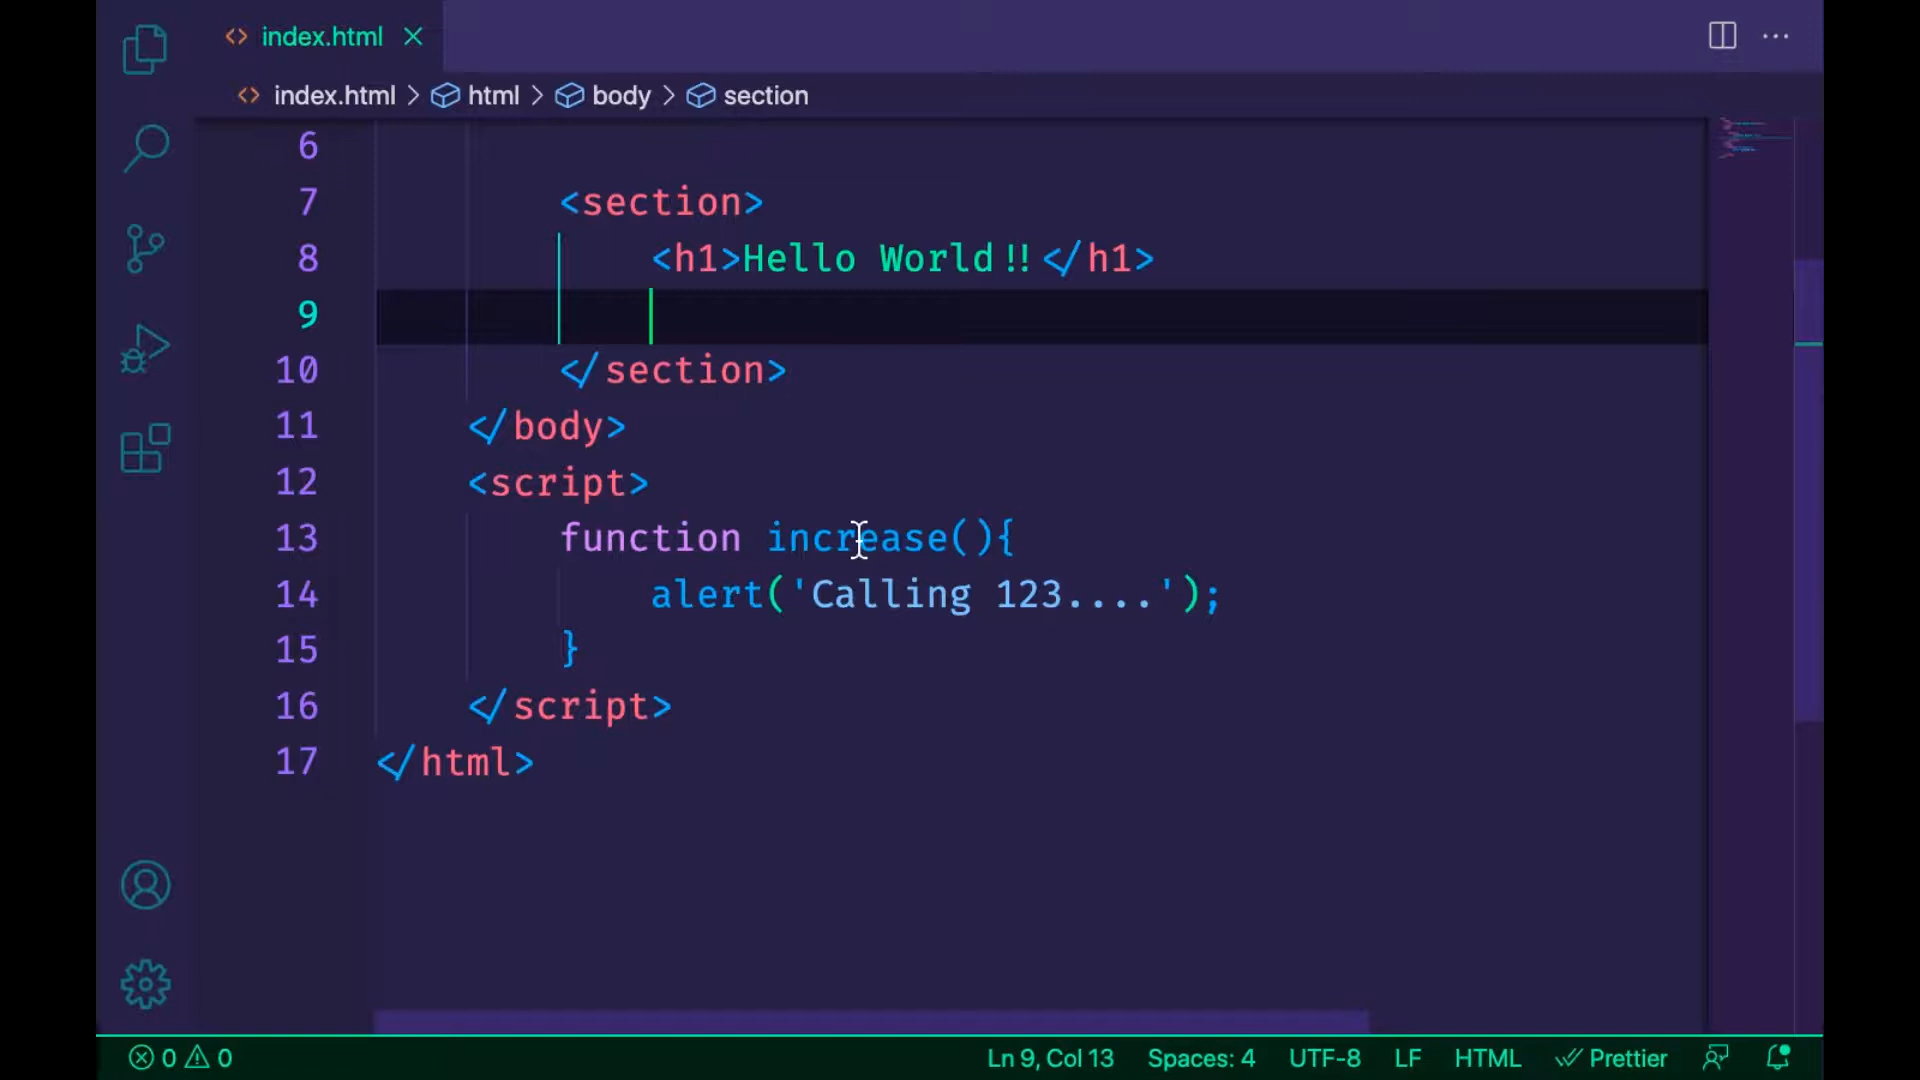 index.html
index.html > html > body > section
6
7 <section>
8 <h1>Hello World!!</h1>
9
10 </section>
11 </body>
12 <script>
13 function increase(){
14 alert('Calling 123....');
15 }
16 </script>
17 </html>
0 0 Ln 9, Col 13 Spaces: 4 UTF-8 LF HTML Prettier